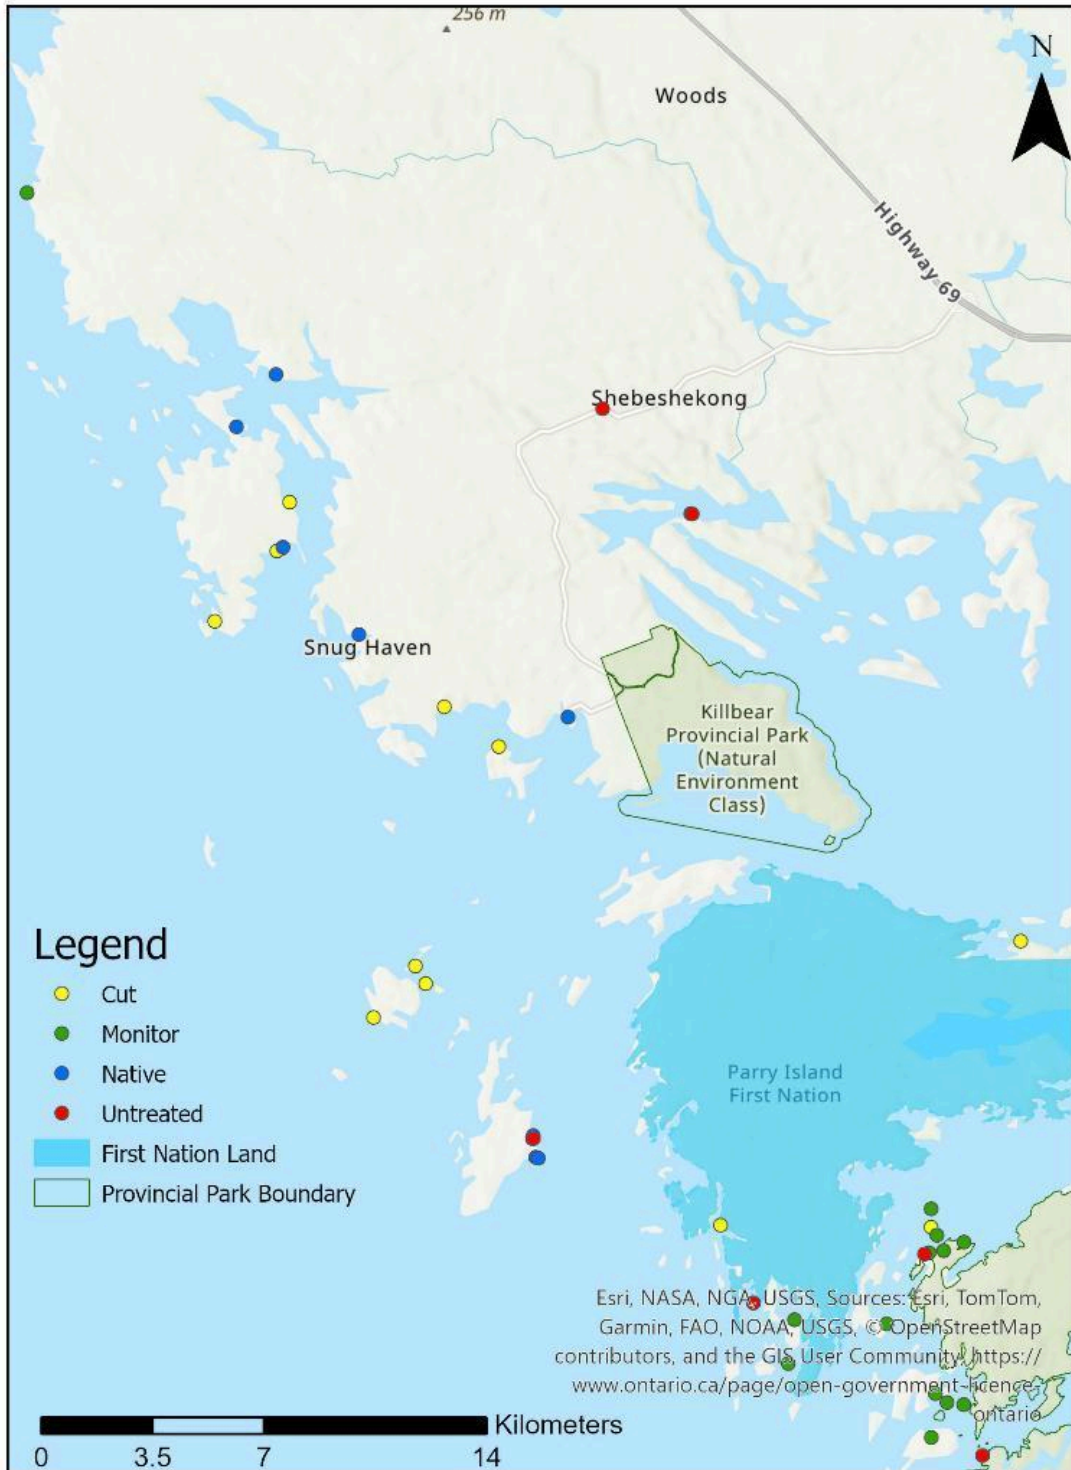 256 m
N
Woods
Highway 69
Shebeshekong
Snug Haven
Killbear
Provincial Park
(Natural
Environment
Class)
Legend
Cut
Monitor
Native
Untreated
First Nation Land
Provincial Park Boundary
Parry Island
First Nation
Esri, NASA, NGA, USGS, Sources: Esri, TomTom,
Garmin, FAO, NOAA, USGS, © OpenStreetMap
contributors, and the GIS User Community, https://
www.ontario.ca/page/open-government-licence-
ontario
Kilometers
0 3.5 7 14